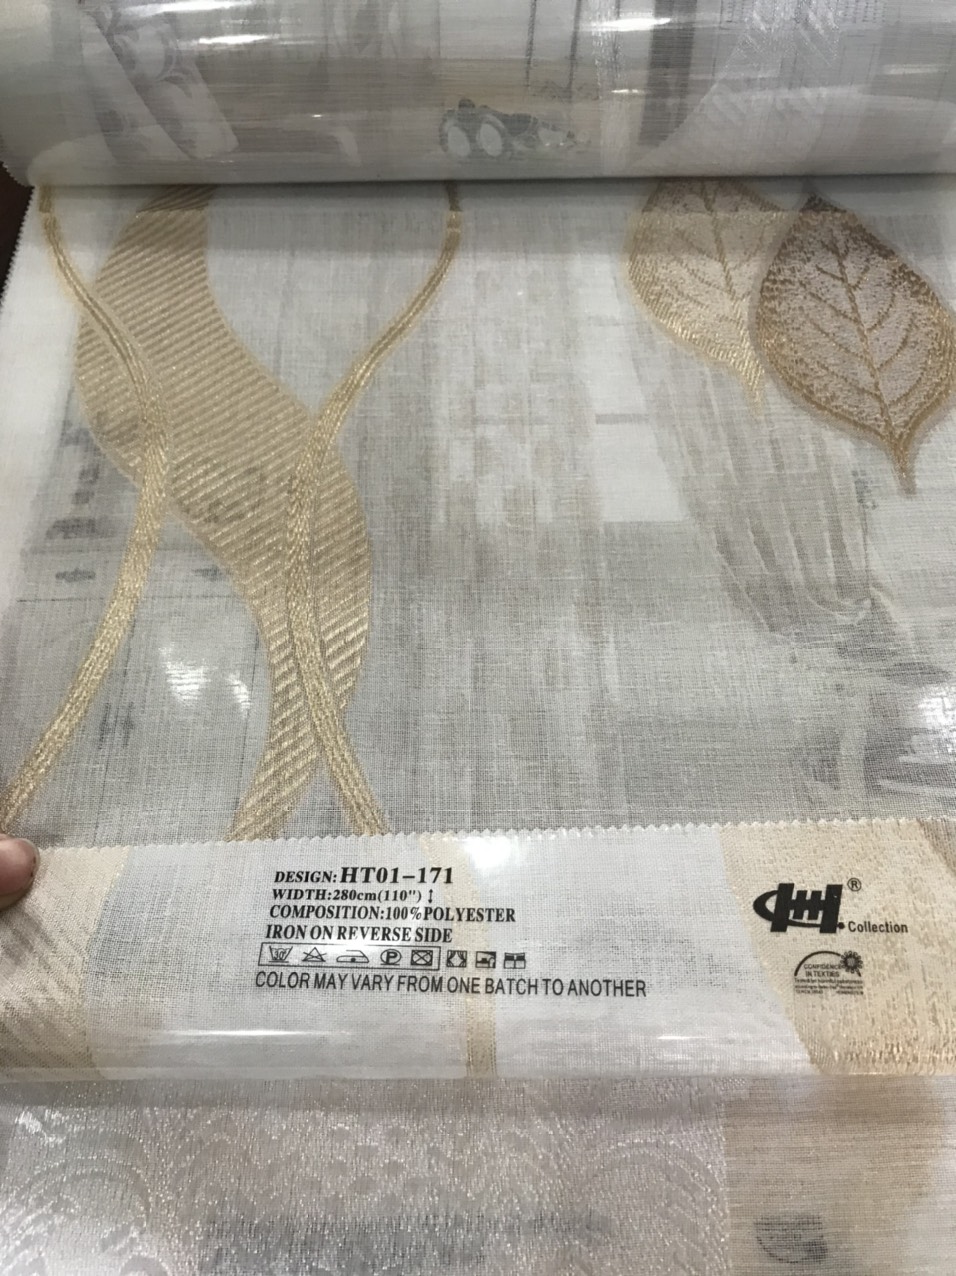 DESIGN: HT01-171
WIDTH:280cm(110") ↕
COMPOSITION:100%POLYESTER
IRON ON REVERSE SIDE
COLOR MAY VARY FROM ONE BATCH TO ANOTHER
®
Collection
CONFIDENCE
IN TEXTILES